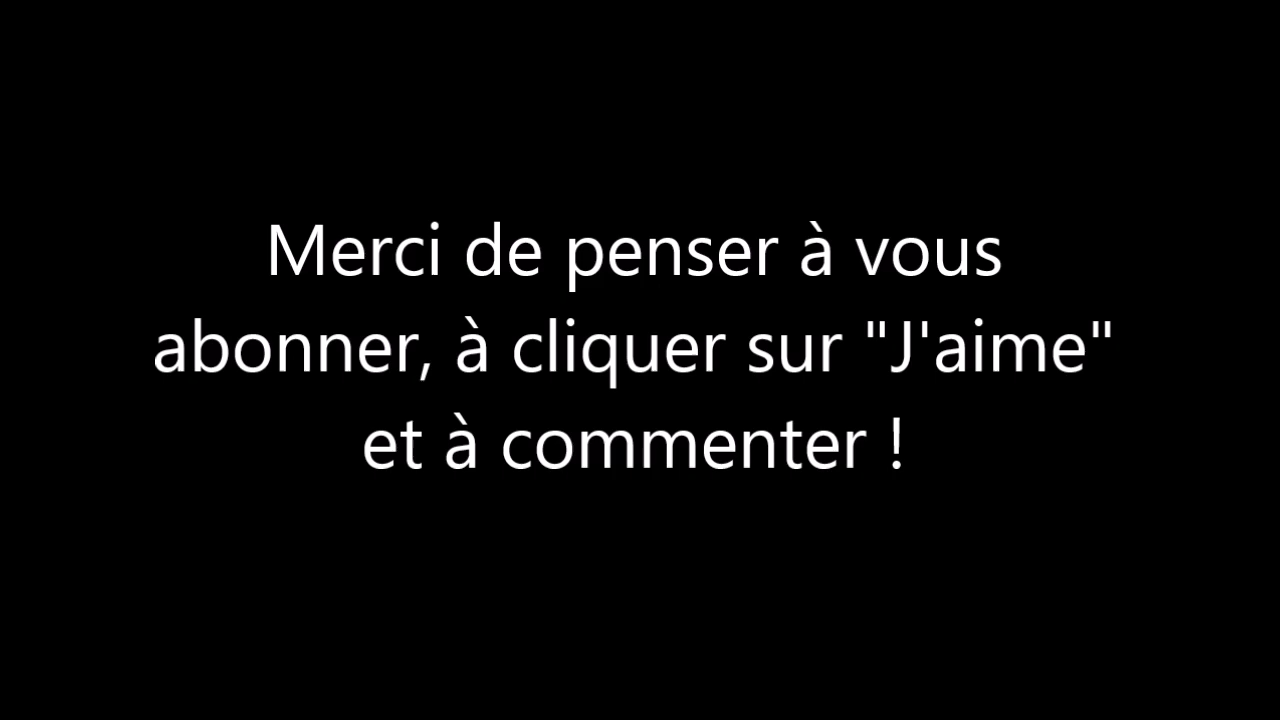 Merci de penser à vous
abonner, à cliquer sur "J'aime"
et à commenter !